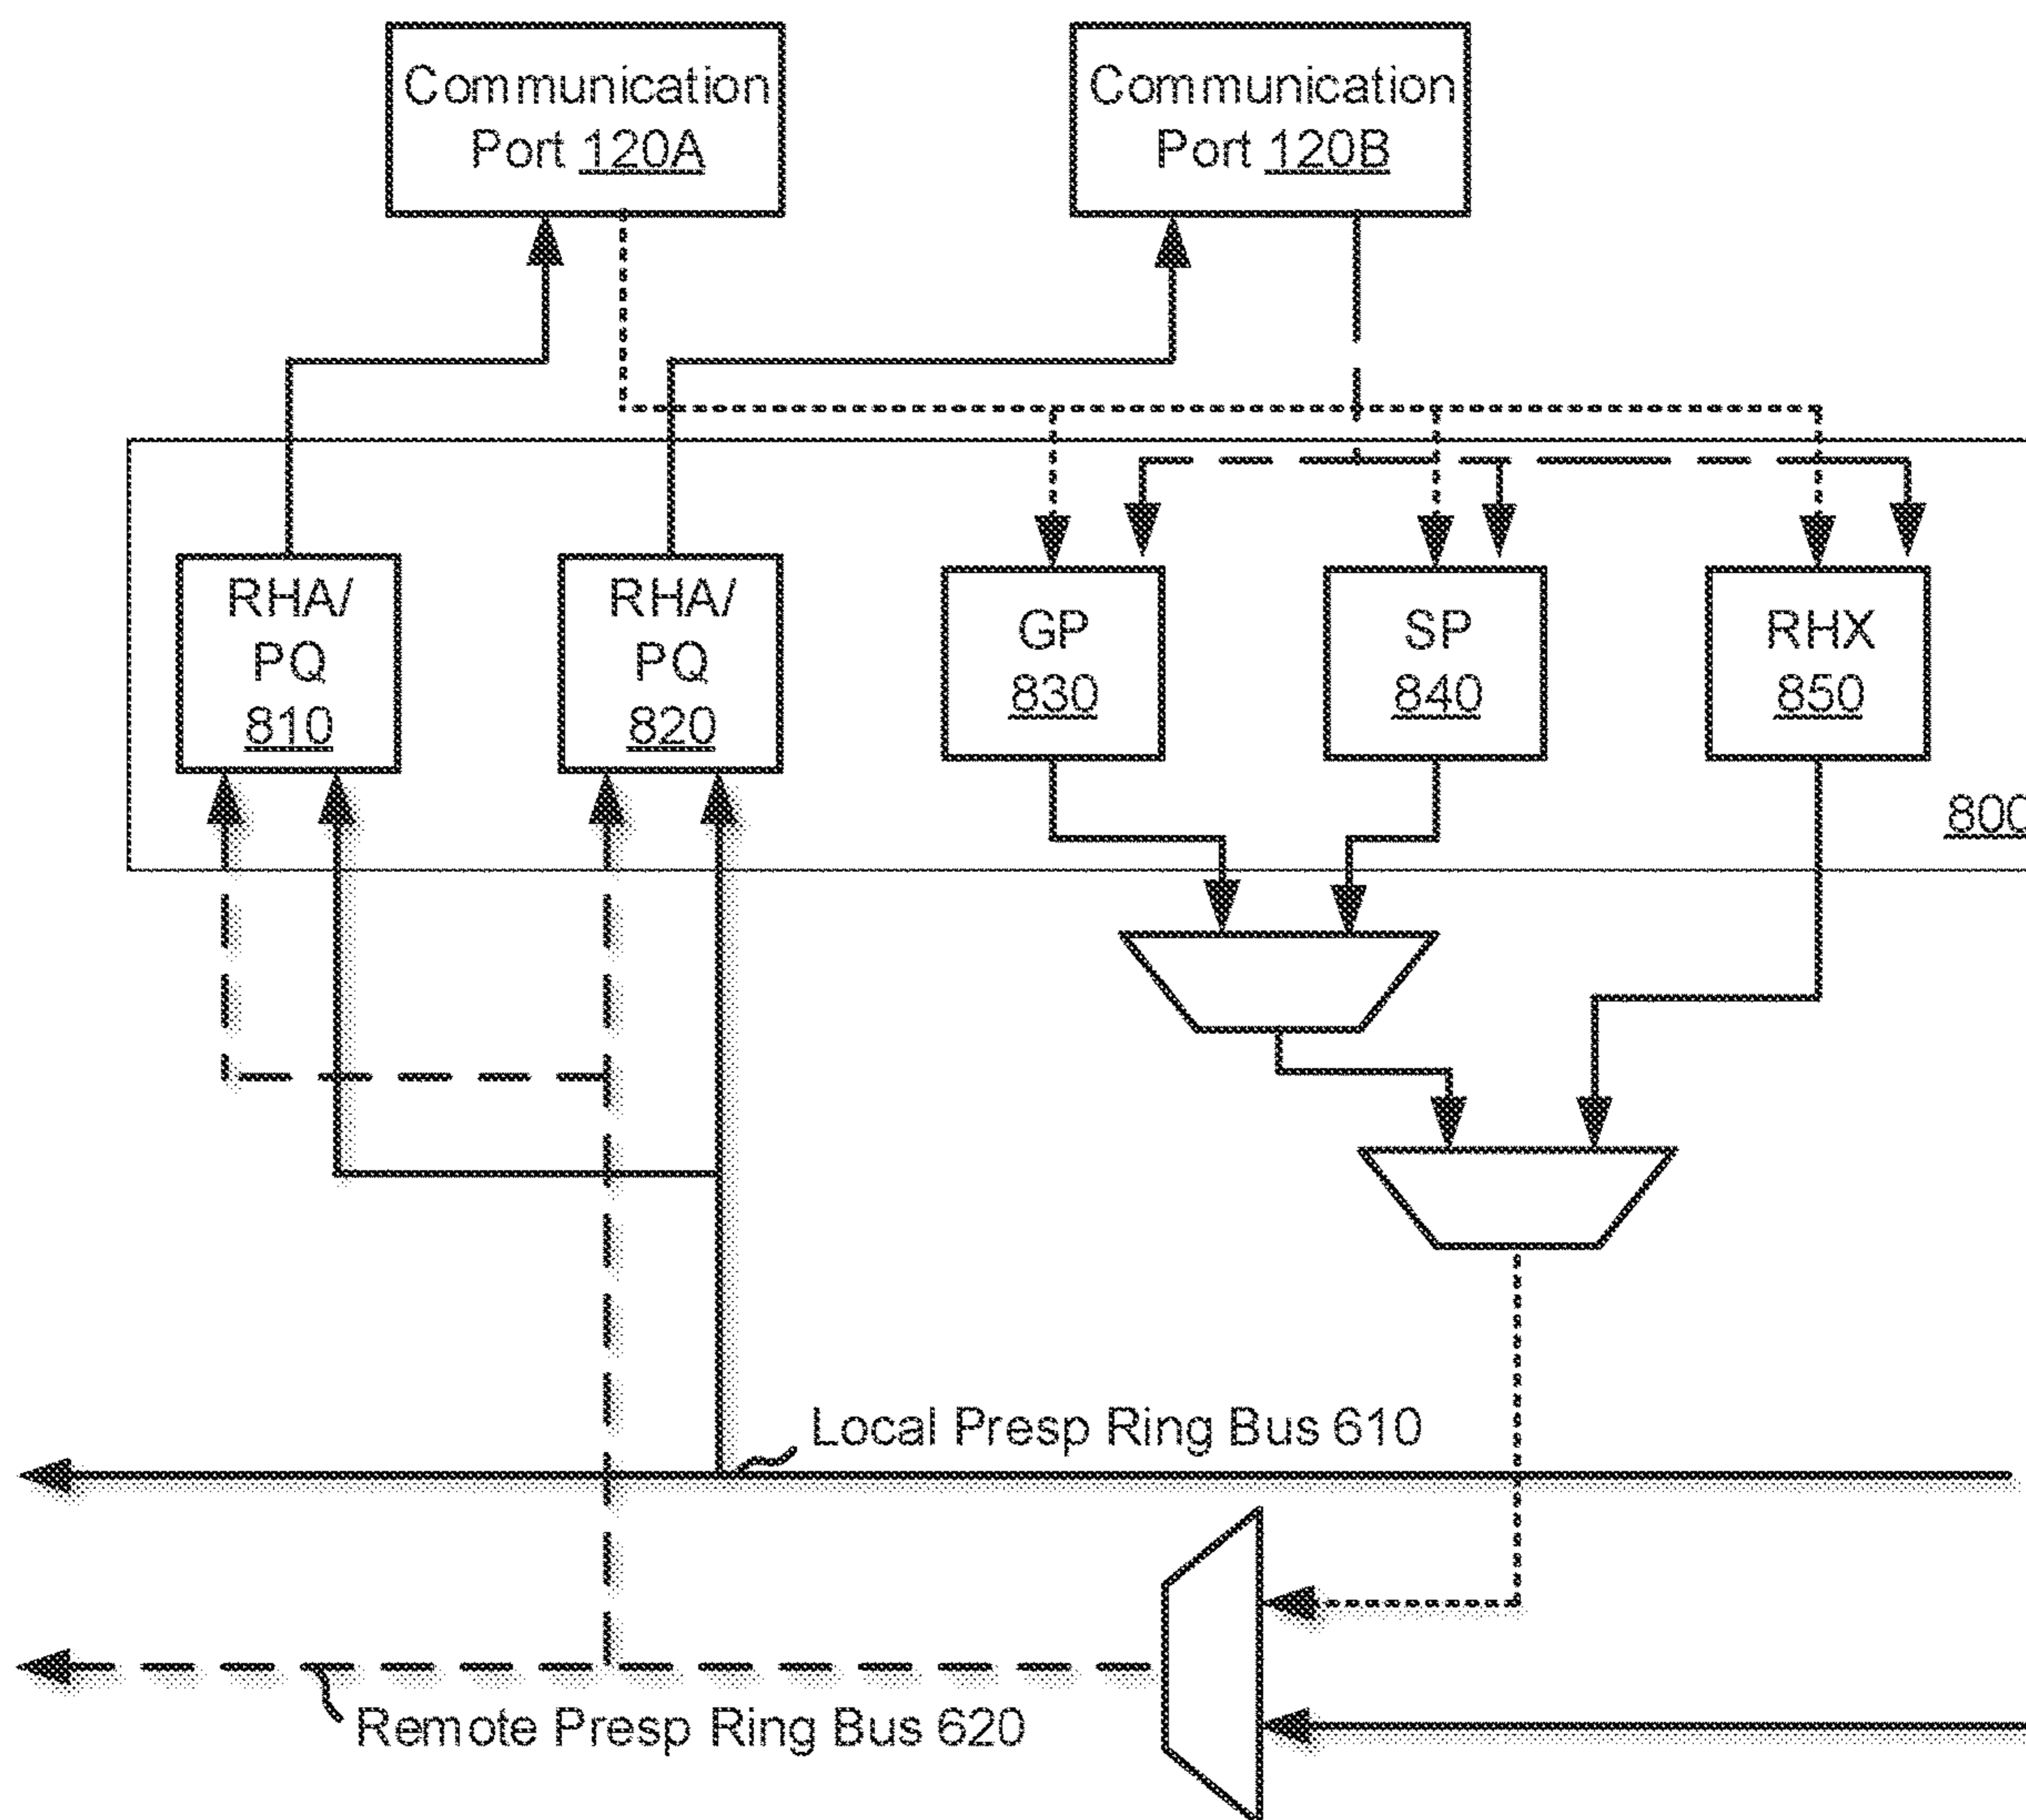 Communication
Port 120A
Communication
Port 120B
RHA/
PQ
810
RHA/
PQ
820
GP
830
SP
840
RHX
850
800
Local Presp Ring Bus 610
Remote Presp Ring Bus 620